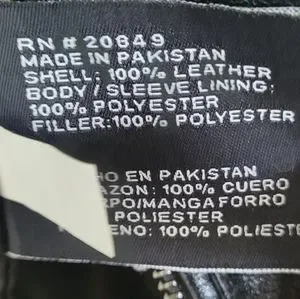 RN # 20849
MADE IN PAKISTAN
SHELL: 100% LEATHER
BODY / SLEEVE LINING:
100% POLYESTER
FILLER:100% POLYESTER
HO EN PAKISTAN
AZON: 100% CUERO
RPO/MANGA FORRO
POLIESTER
ENO: 100% POLIESTE